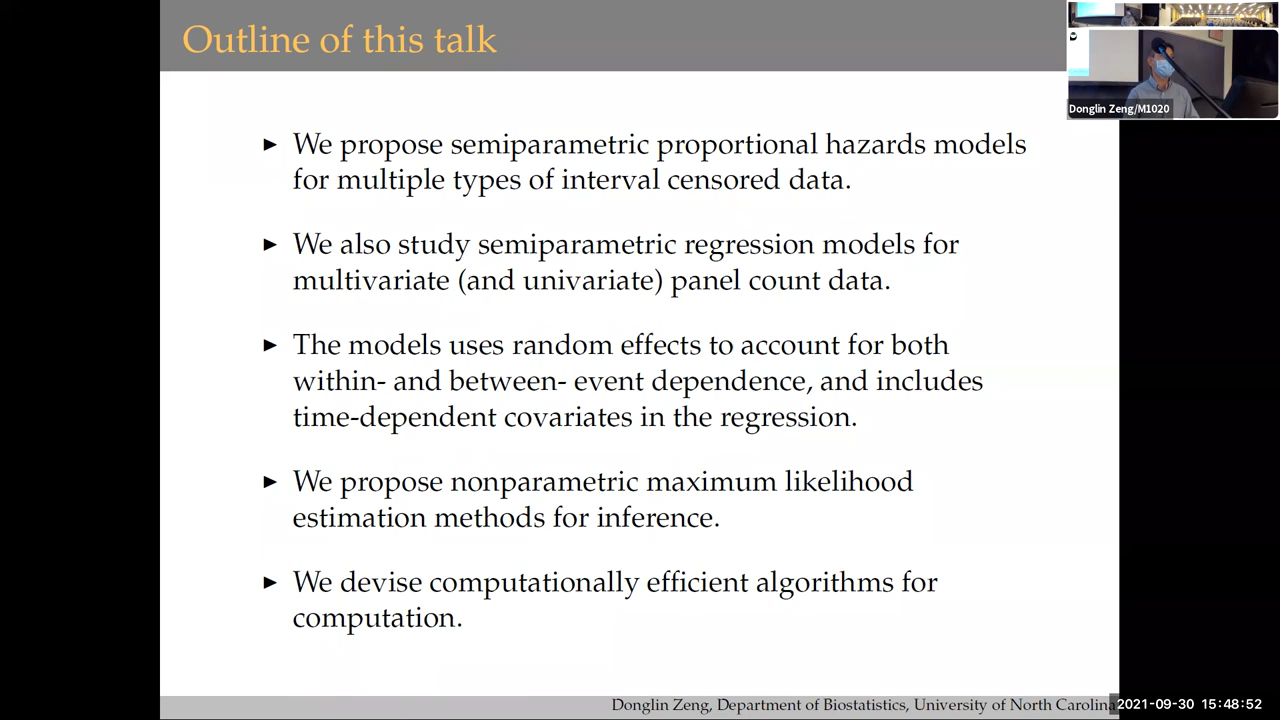 Outline of this talk
Donglin Zeng/M1020
▶ We propose semiparametric proportional hazards models
for multiple types of interval censored data.
▶ We also study semiparametric regression models for
multivariate (and univariate) panel count data.
▶ The models uses random effects to account for both
within- and between- event dependence, and includes
time-dependent covariates in the regression.
▶ We propose nonparametric maximum likelihood
estimation methods for inference.
▶ We devise computationally efficient algorithms for
computation.
Donglin Zeng, Department of Biostatistics, University of North Carolina
2021-09-30 15:48:52